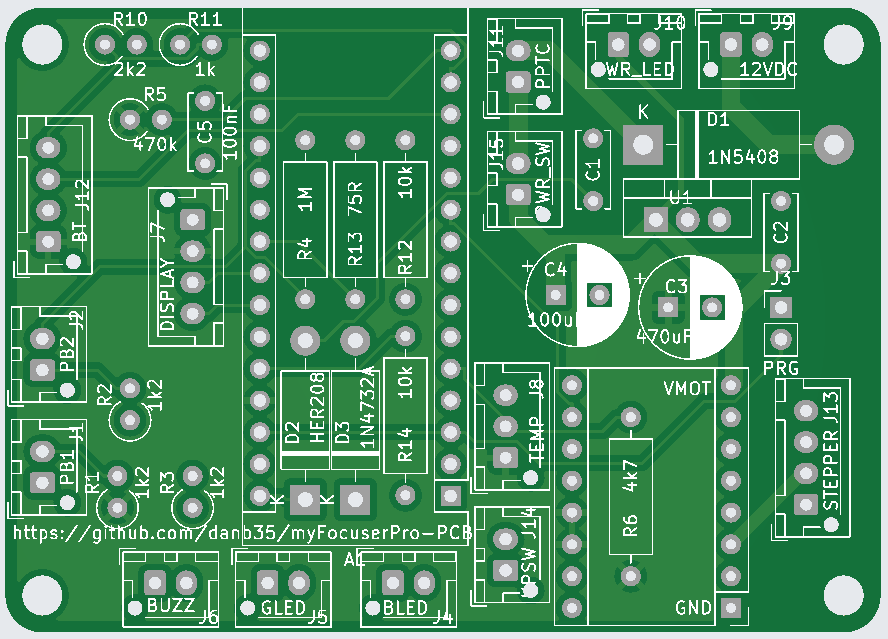 R10
R11
2k2
1k
R5
470k
C5
100nF
J11
PPTC
J10
WR_LED
J9
12VDC
K
D1
1N5408
J12
BT
J7
DISPLAY
R4
1M
R13
75R
R12
10k
J15
PWR_SW
C1
U1
C2
J3
PRG
C4
100u
C3
470uF
J2
PB2
R2
1k2
J1
PB1
R1
1k2
R3
1k2
D2
HER208
K
D3
1N4732A
K
R14
10k
J8
TEMP
VMOT
R6
4k7
GND
J13
STEPPER
J14
https://github.com/danb35/myFocuserPro-PCB
A1
BUZZ
J6
GLED
J5
BLED
J4